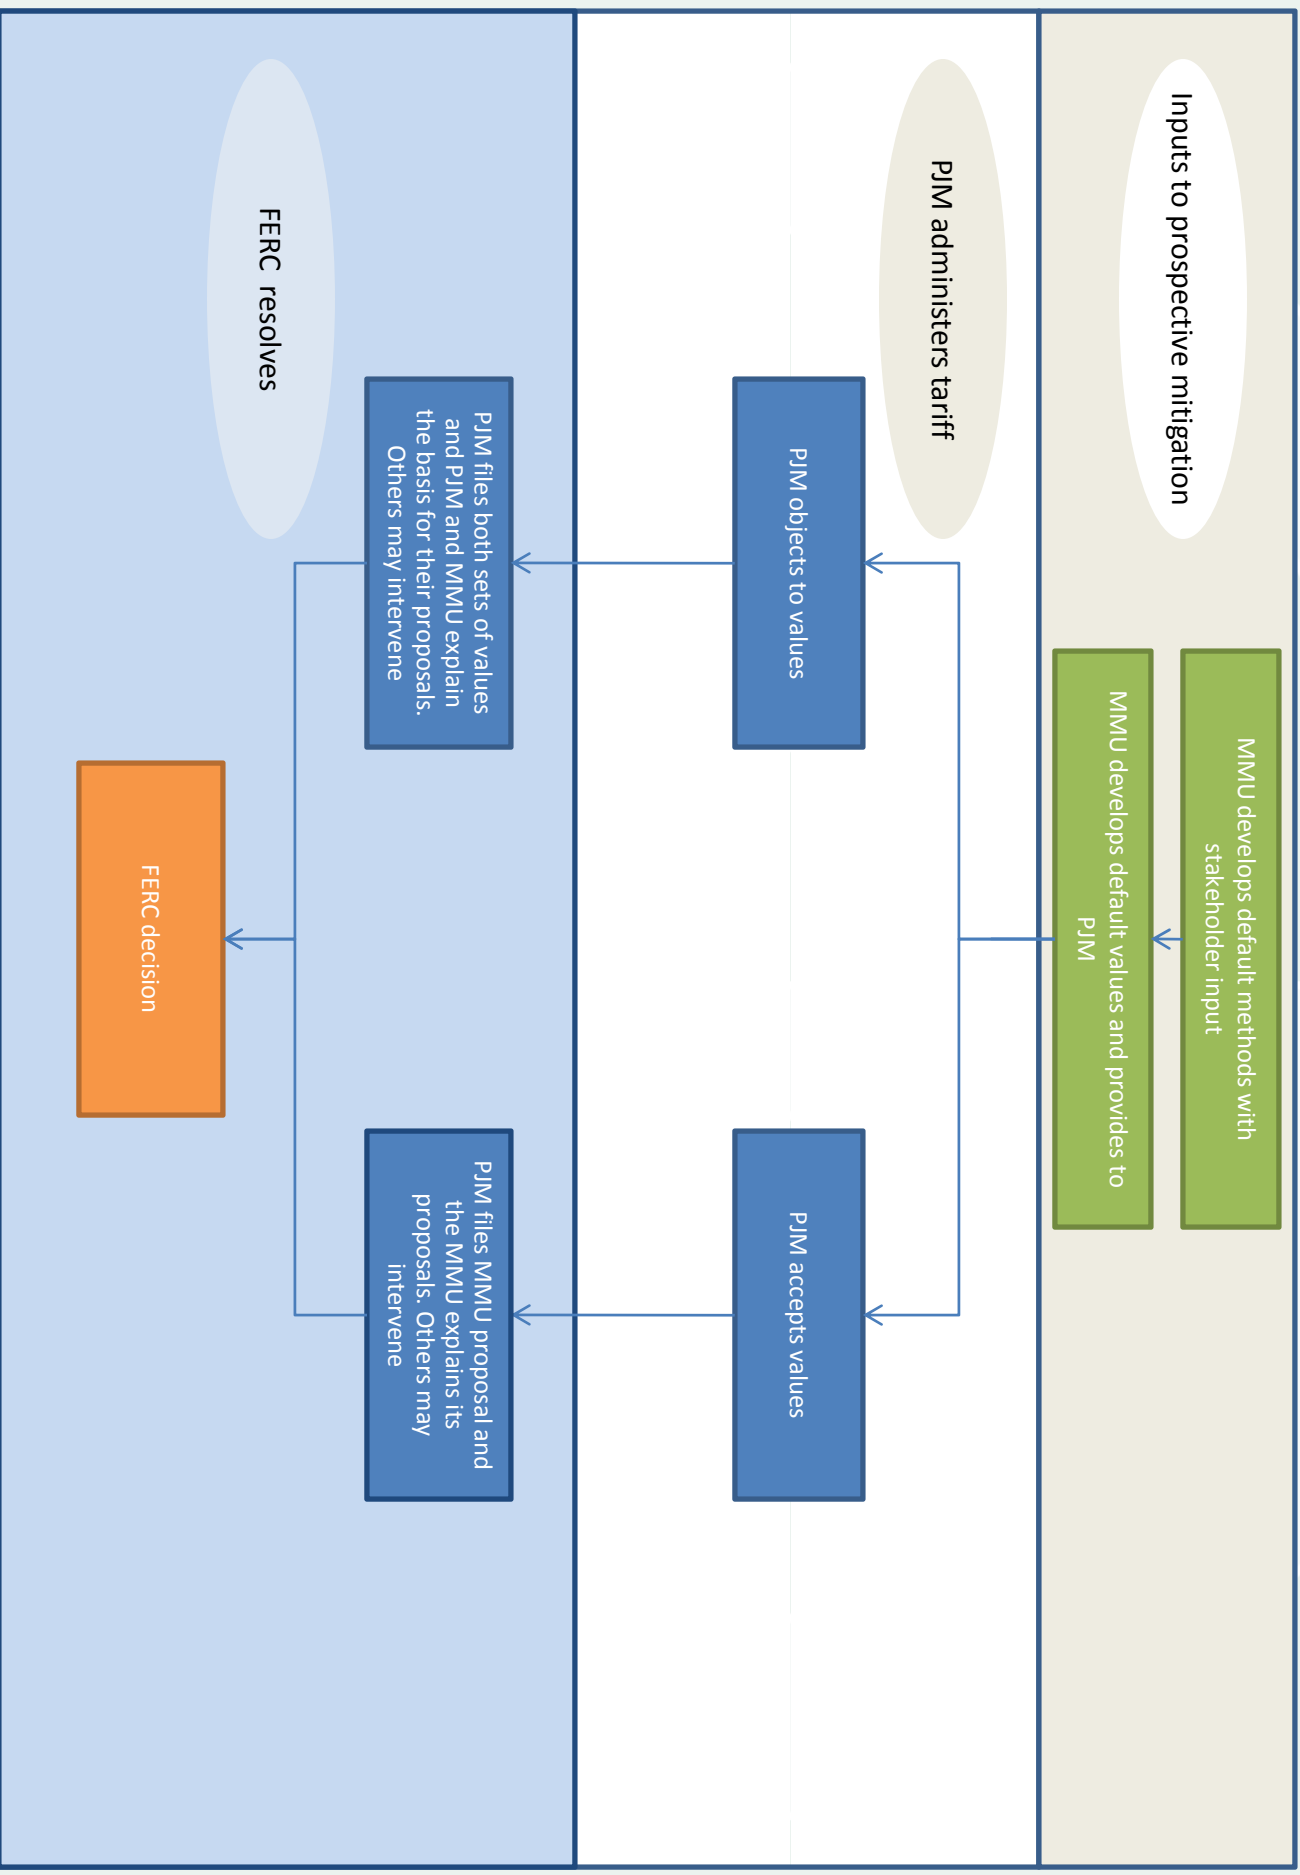 Inputs to prospective mitigation
MMU develops default methods with
stakeholder input
MMU develops default values and provides to
PJM
PJM administers tariff
PJM objects to values
PJM accepts values
PJM files both sets of values
and PJM and MMU explain
the basis for their proposals.
Others may intervene
PJM files MMU proposal and
the MMU explains its
proposals. Others may
intervene
FERC resolves
FERC decision